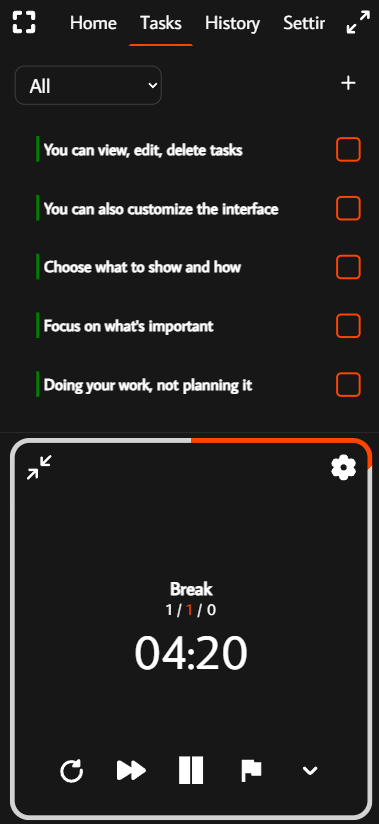 Home Tasks History Settin
All
You can view, edit, delete tasks
You can also customize the interface
Choose what to show and how
Focus on what's important
Doing your work, not planning it
Break
1 / 1 / 0
04:20